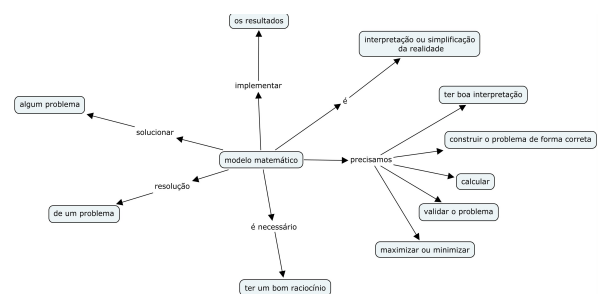 os resultados
interpretação ou simplificação
da realidade
implementar
ter boa interpretação
é
algum problema
solucionar
construir o problema de forma correta
modelo matemático
precisamos
calcular
resolução
de um problema
validar o problema
é necessário
maximizar ou minimizar
ter um bom raciocínio